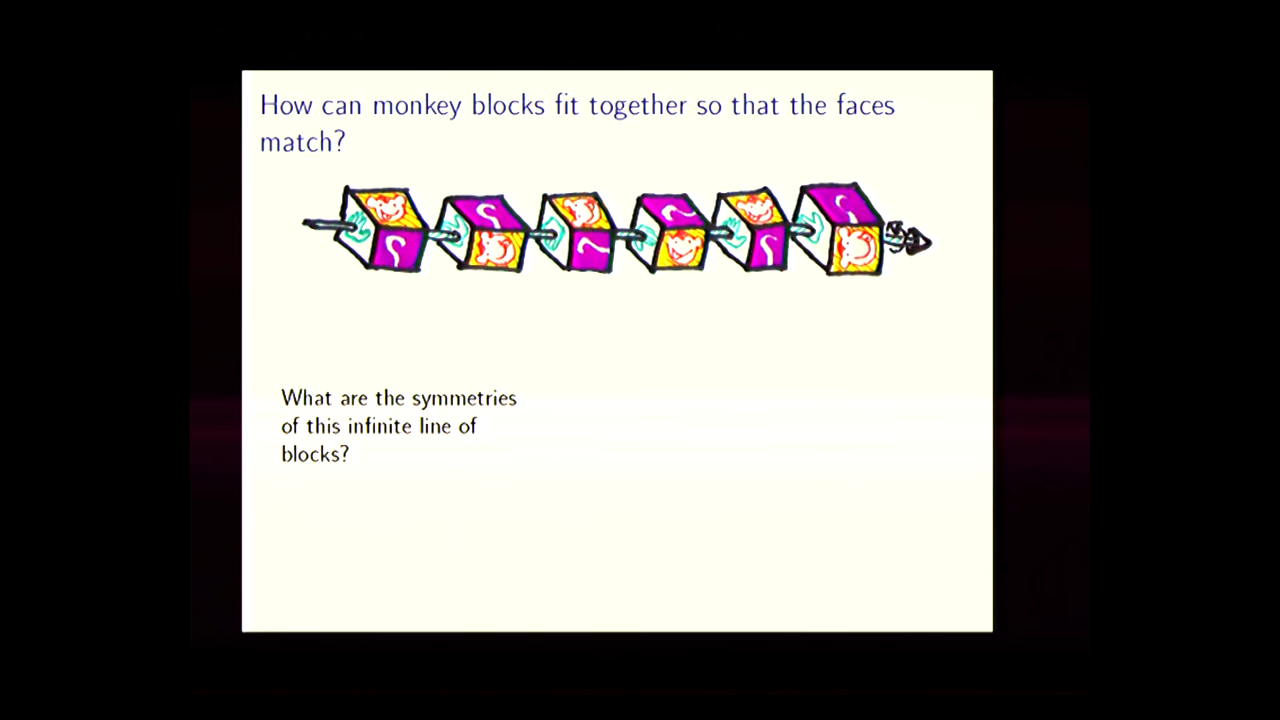 How can monkey blocks fit together so that the faces
match?
What are the symmetries
of this infinite line of
blocks?